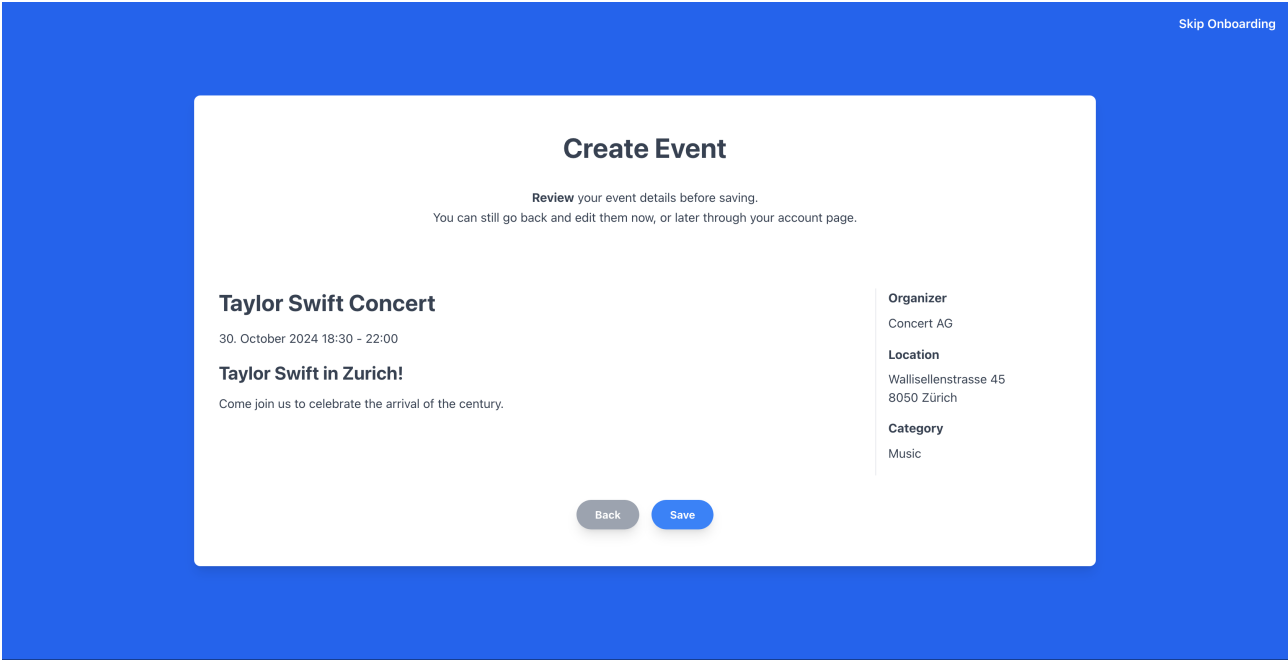 Skip Onboarding
Create Event
Review your event details before saving.
You can still go back and edit them now, or later through your account page.
Taylor Swift Concert
30. October 2024 18:30 - 22:00
Taylor Swift in Zurich!
Come join us to celebrate the arrival of the century.
Organizer
Concert AG
Location
Wallisellenstrasse 45
8050 Zürich
Category
Music
Back
Save